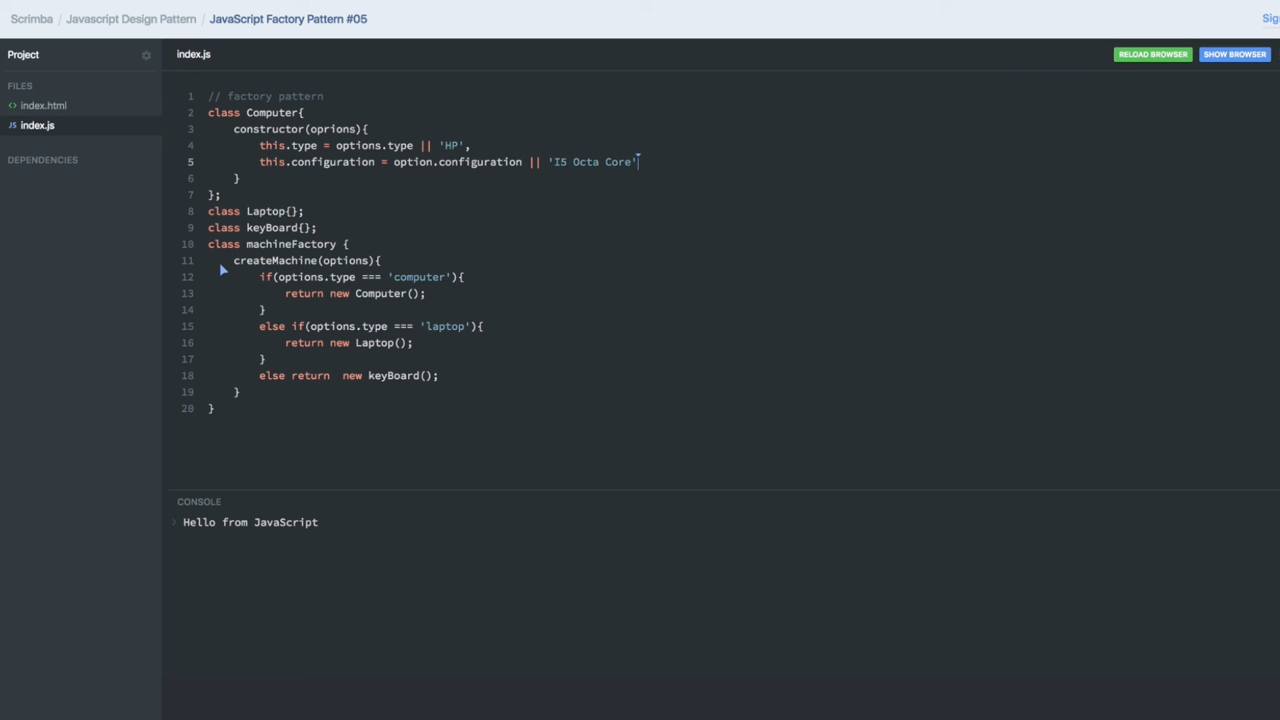 Scrimba / Javascript Design Pattern / JavaScript Factory Pattern #05
Project
index.js
RELOAD BROWSER
SHOW BROWSER
FILES
<> index.html
JS index.js
DEPENDENCIES
1 // factory pattern
2 class Computer{
3 constructor(oprions){
4 this.type = options.type || 'HP',
5 this.configuration = option.configuration || 'I5 Octa Core'
6 }
7 };
8 class Laptop{};
9 class keyBoard{};
10 class machineFactory {
11 createMachine(options){
12 if(options.type === 'computer'){
13 return new Computer();
14 }
15 else if(options.type === 'laptop'){
16 return new Laptop();
17 }
18 else return  new keyBoard();
19 }
20 }
CONSOLE
> Hello from JavaScript